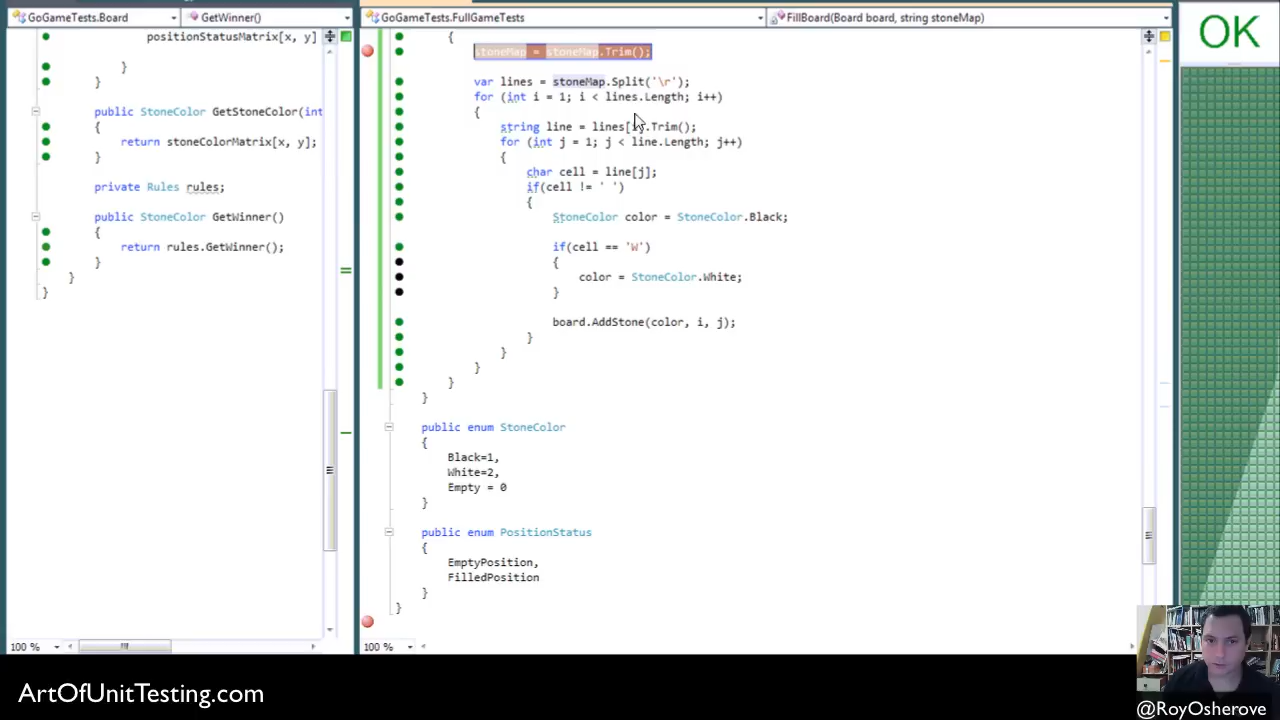 GoGameTests.Board
GetWinner()
positionStatusMatrix[x, y]
}
}
public StoneColor GetStoneColor(int
{
return stoneColorMatrix[x, y];
}
private Rules rules;
public StoneColor GetWinner()
{
return rules.GetWinner();
}
}
}
100 %
GoGameTests.FullGameTests
FillBoard(Board board, string stoneMap)
{
stoneMap = stoneMap.Trim();
var lines = stoneMap.Split('\r');
for (int i = 1; i < lines.Length; i++)
{
string line = lines[i].Trim();
for (int j = 1; j < line.Length; j++)
{
char cell = line[j];
if(cell != ' ')
{
StoneColor color = StoneColor.Black;
if(cell == 'W')
{
color = StoneColor.White;
}
board.AddStone(color, i, j);
}
}
}
}
}
public enum StoneColor
{
Black=1,
White=2,
Empty = 0
}
public enum PositionStatus
{
EmptyPosition,
FilledPosition
}
}
100 %
OK
ArtOfUnitTesting.com
@RoyOsherove